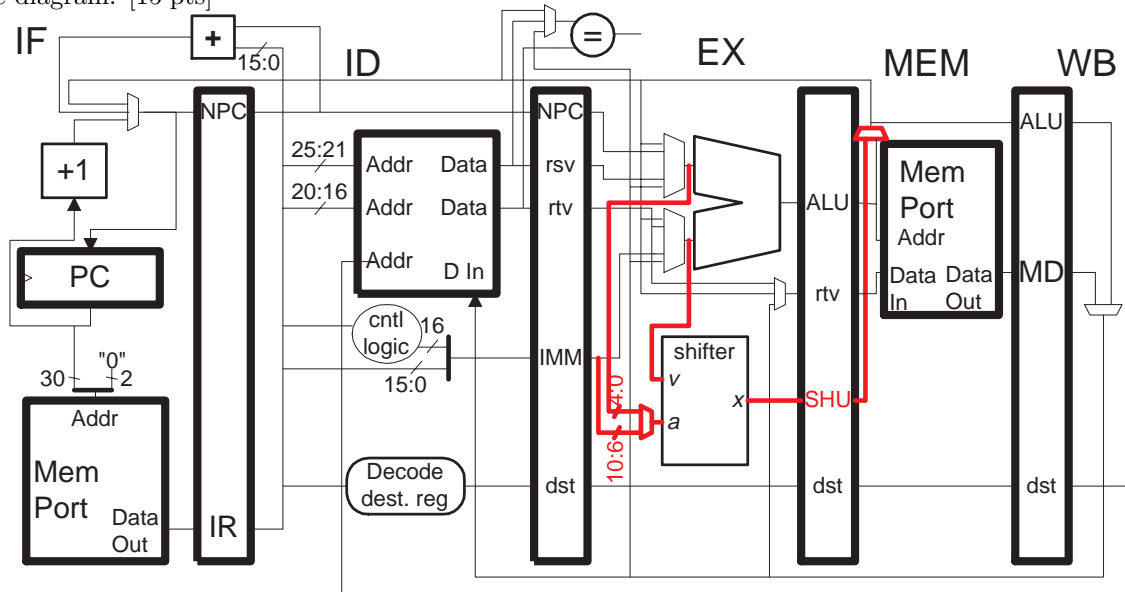 e diagram. [15 pts]
IF
ID
EX
MEM
WB
+
15:0
=
NPC
NPC
ALU
+1
25:21
Addr
Data
rsv
20:16
Addr
Data
rtv
ALU
Mem
Port
Addr
Addr
D In
PC
rtv
Data
In
Data
Out
MD
cntl
logic
16
15:0
IMM
shifter
v
x
a
4:0
10:6
SHU
30
"0"
2
Addr
Mem
Port
Data
Out
IR
Decode
dest. reg
dst
dst
dst